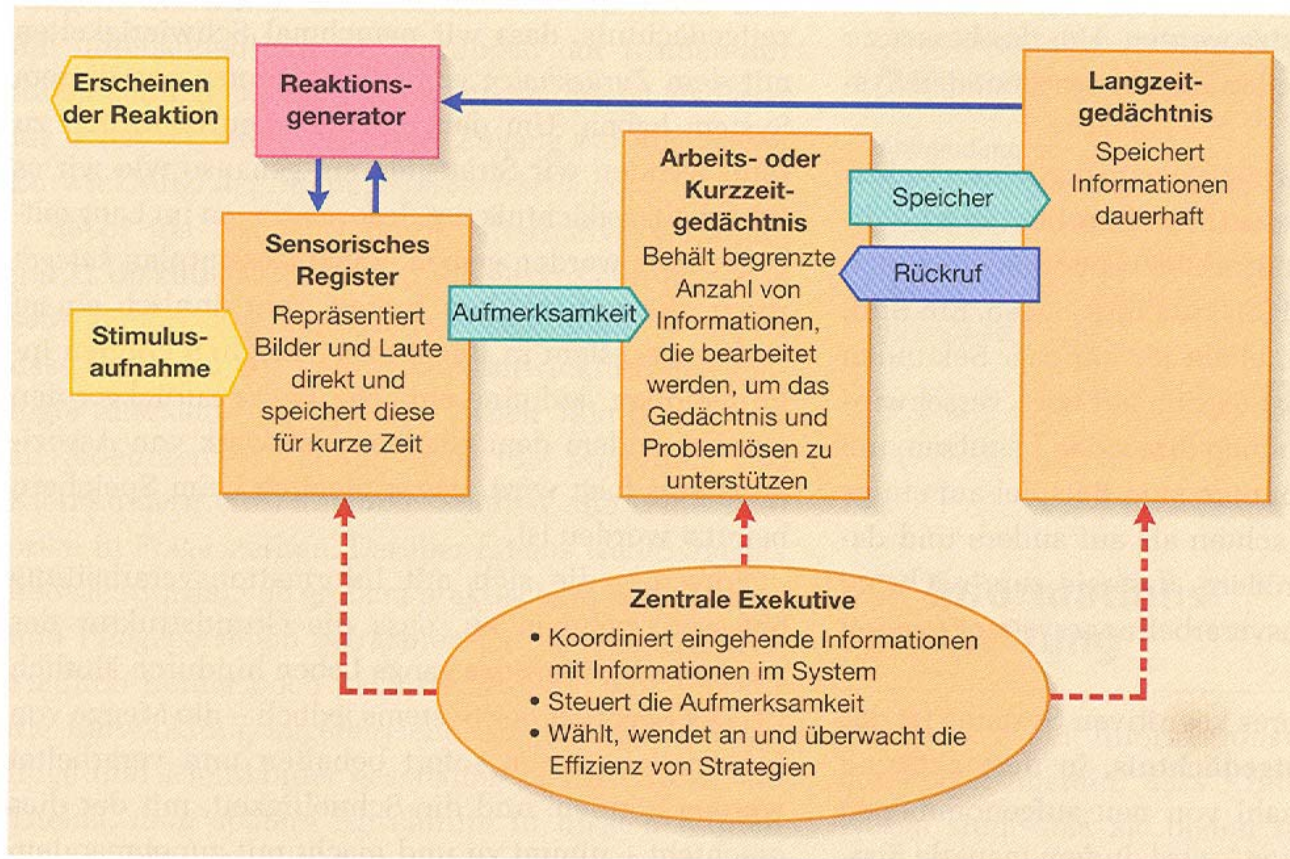 Erscheinen
der Reaktion
Reaktions-
generator
Langzeit-
gedächtnis
Speichert
Informationen
dauerhaft
Arbeits- oder
Kurzzeit-
gedächtnis
Behält begrenzte
Anzahl von
Informationen,
die bearbeitet
werden, um das
Gedächtnis und
Problemlösen zu
unterstützen
Speicher
Rückruf
Sensorisches
Register
Repräsentiert
Bilder und Laute
direkt und
speichert diese
für kurze Zeit
Aufmerksamkeit
Stimulus-
aufnahme
Zentrale Exekutive
• Koordiniert eingehende Informationen
mit Informationen im System
• Steuert die Aufmerksamkeit
• Wählt, wendet an und überwacht die
Effizienz von Strategien